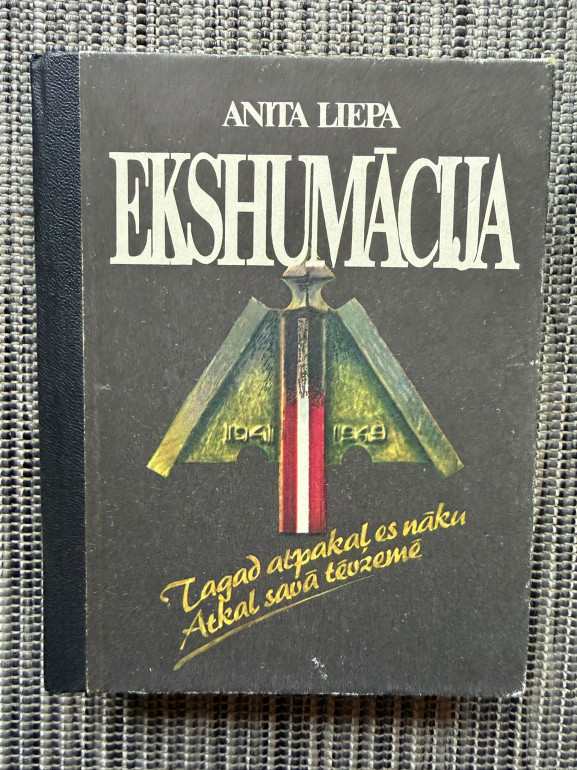 ANITA LIEPA
EKSHUMĀCIJA
1941 1949
Tagad atpakaļ es nāku
Atkal savā tēvzemē